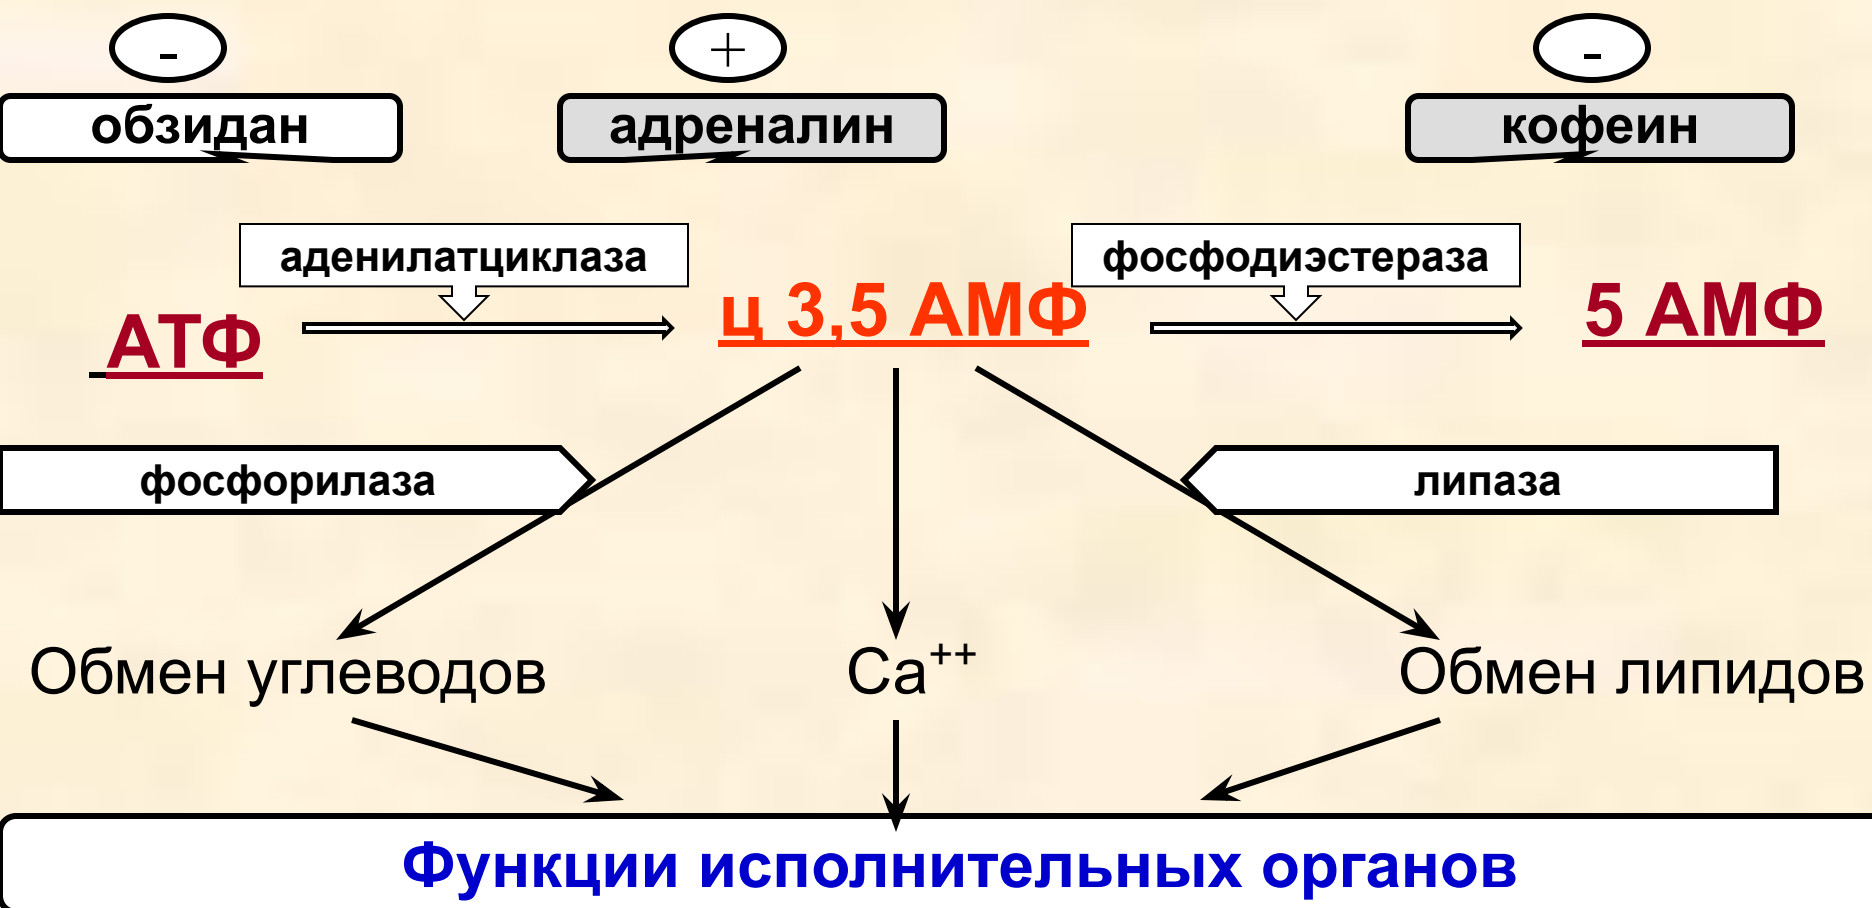 - + -
обзидан адреналин кофеин
аденилатциклаза фосфодиэстераза
АТФ ц 3,5 АМФ 5 АМФ
фосфорилаза липаза
Обмен углеводов Ca⁺⁺ Обмен липидов
Функции исполнительных органов